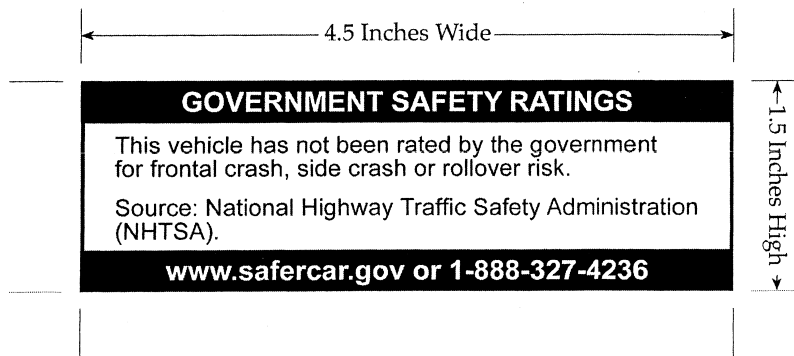 4.5 Inches Wide
GOVERNMENT SAFETY RATINGS
1.5 Inches High
This vehicle has not been rated by the government
for frontal crash, side crash or rollover risk.
Source: National Highway Traffic Safety Administration
(NHTSA).
www.safercar.gov or 1-888-327-4236